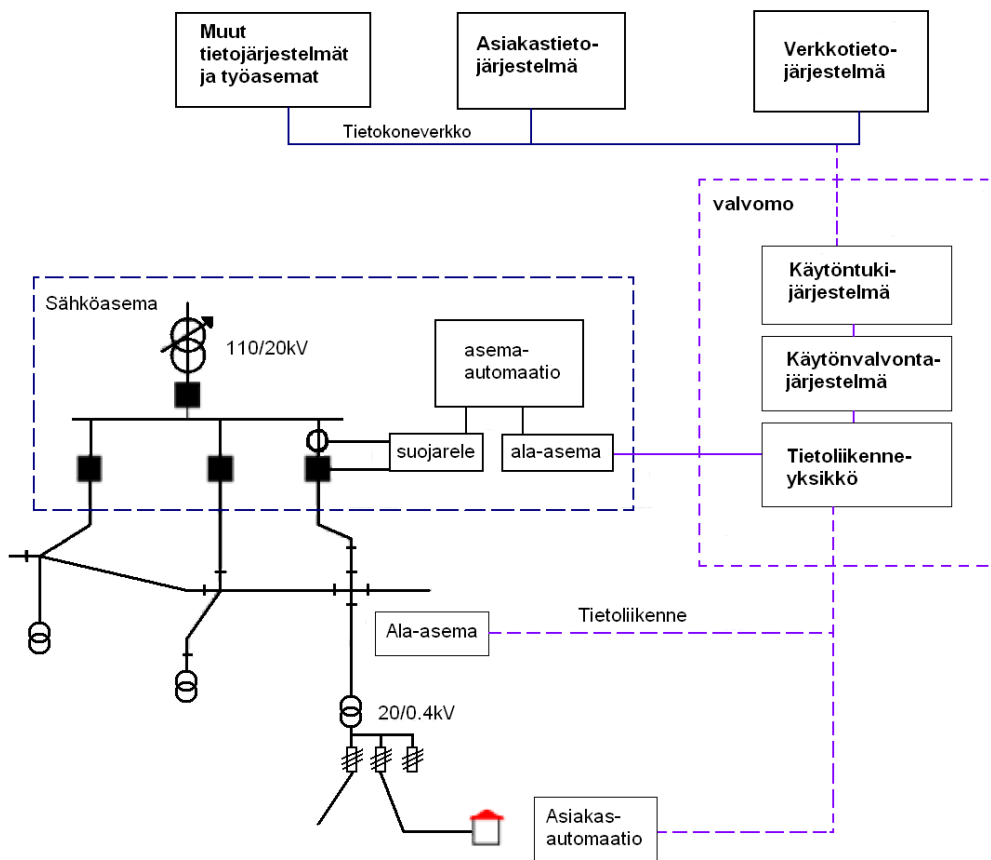 Muut
tietojärjestelmät
ja työasemat
Asiakastieto-
järjestelmä
Verkkotieto-
järjestelmä
Tietokoneverkko
valvomo
Käytöntuki-
järjestelmä
Käytönvalvonta-
järjestelmä
Tietoliikenne-
yksikkö
Sähköasema
110/20kV
asema-
automaatio
suojarele
ala-asema
Tietoliikenne
Ala-asema
20/0.4kV
Asiakas-
automaatio